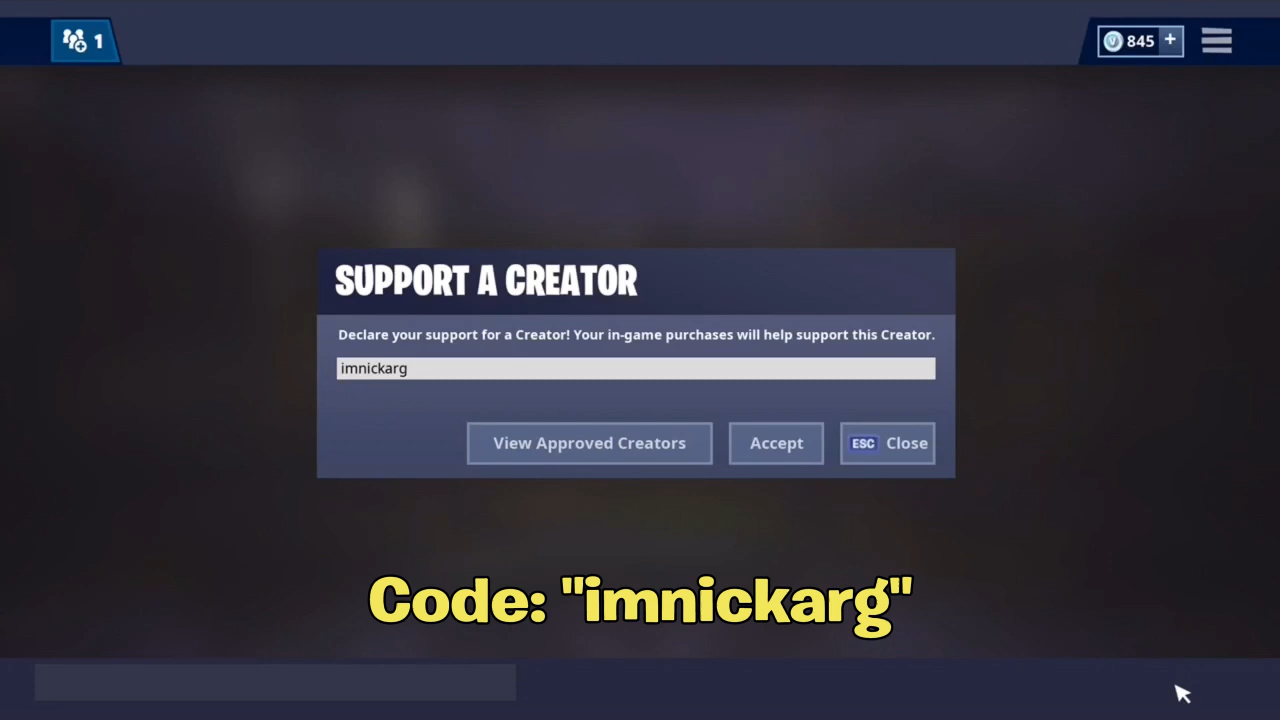 1
845 +
SUPPORT A CREATOR
Declare your support for a Creator! Your in-game purchases will help support this Creator.
imnickarg
View Approved Creators
Accept
ESC Close
Code: "imnickarg"